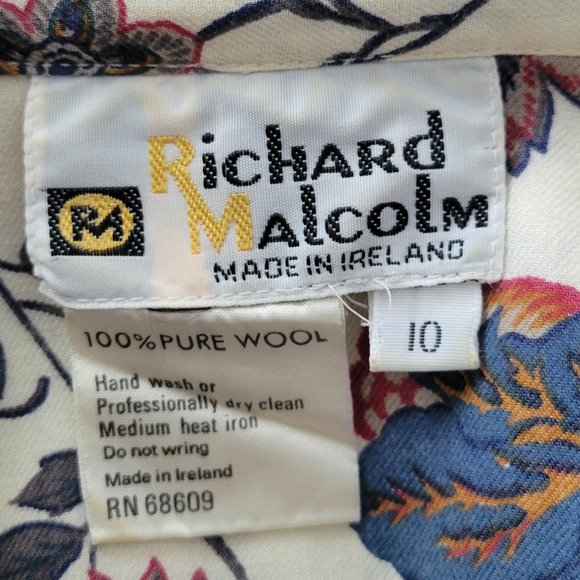 Richard
RM Malcolm
MADE IN IRELAND
10
100% PURE WOOL
Hand wash or
Professionally dry clean
Medium heat iron
Do not wring
Made in Ireland
RN 68609